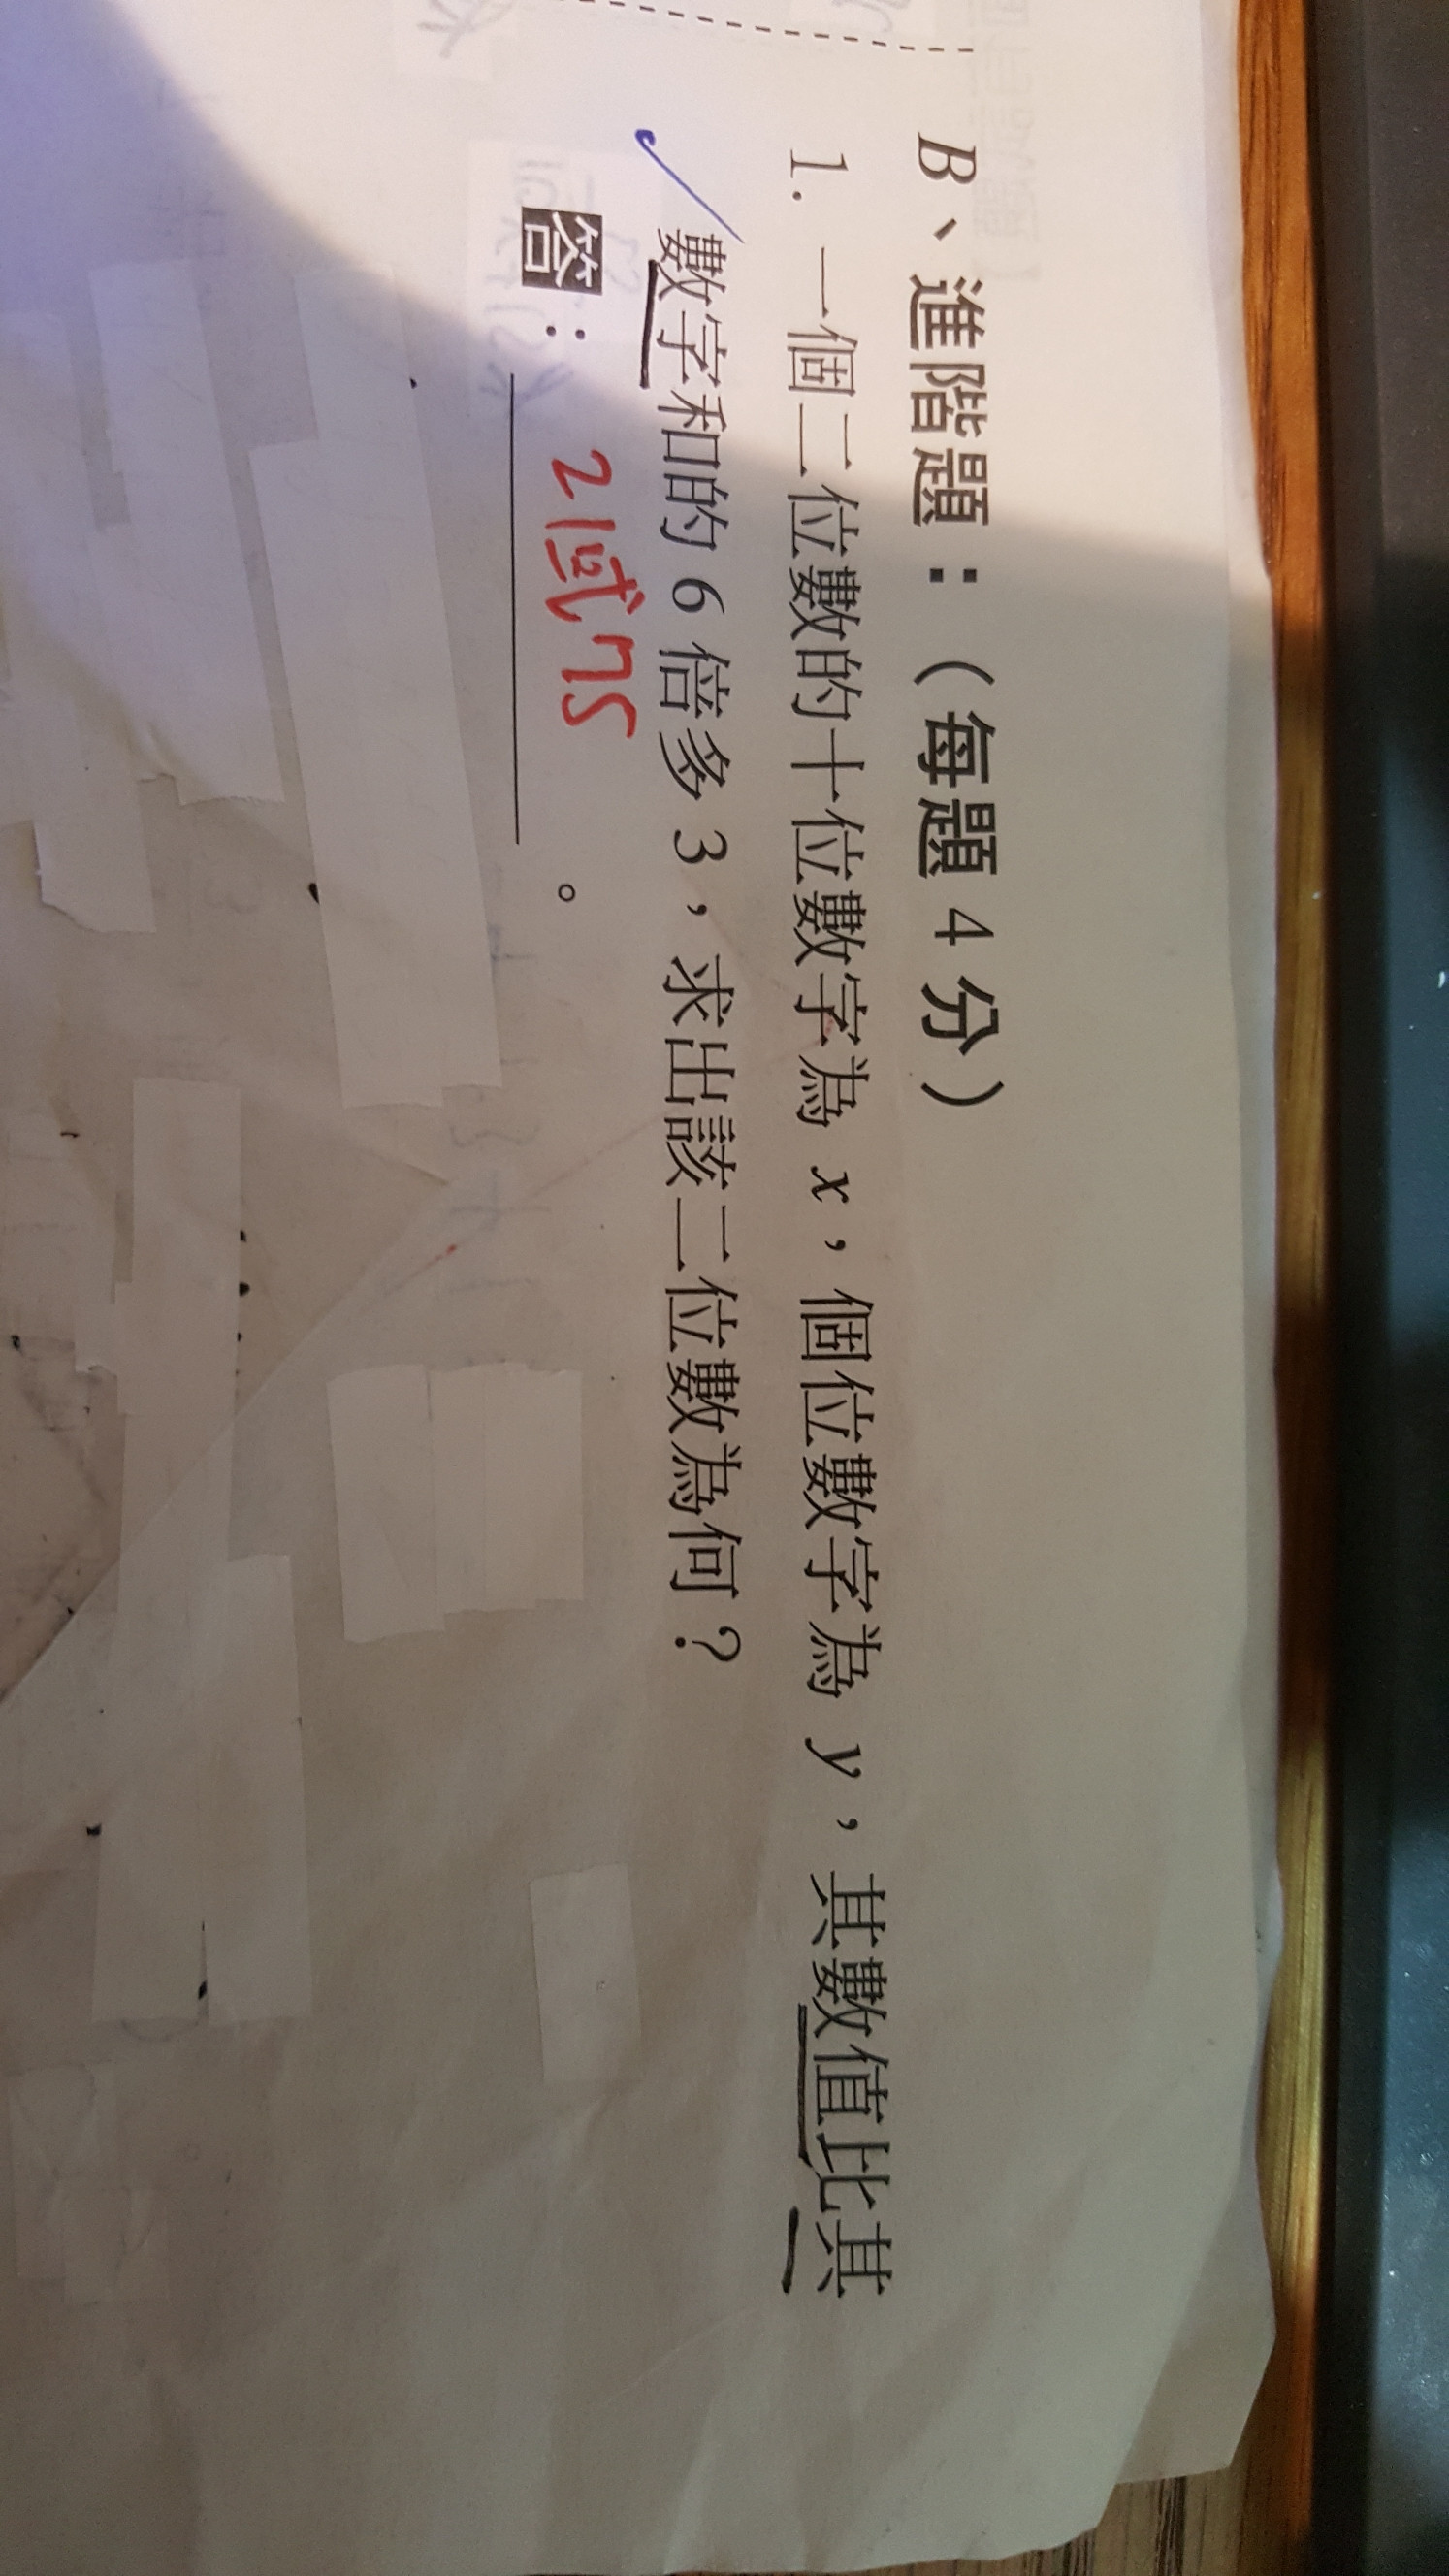 B、進階題：（每題 4 分）
1. 一個二位數的十位數字為 x，個位數字為 y，其數值比其
數字和的 6 倍多 3，求出該二位數為何？
答：21或75。